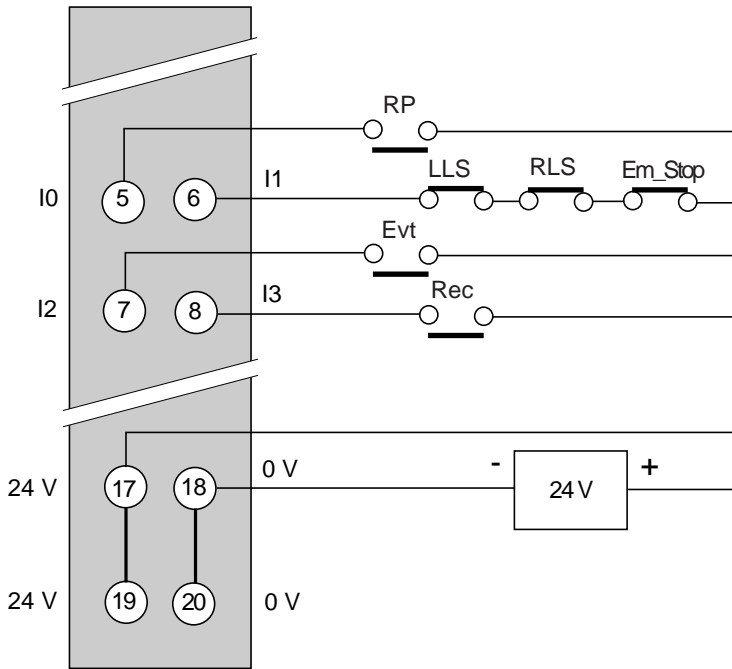 RP
I0 5 6 I1 LLS RLS Em_Stop
Evt
I2 7 8 I3 Rec
24 V 17 18 0 V - 24 V +
24 V 19 20 0 V